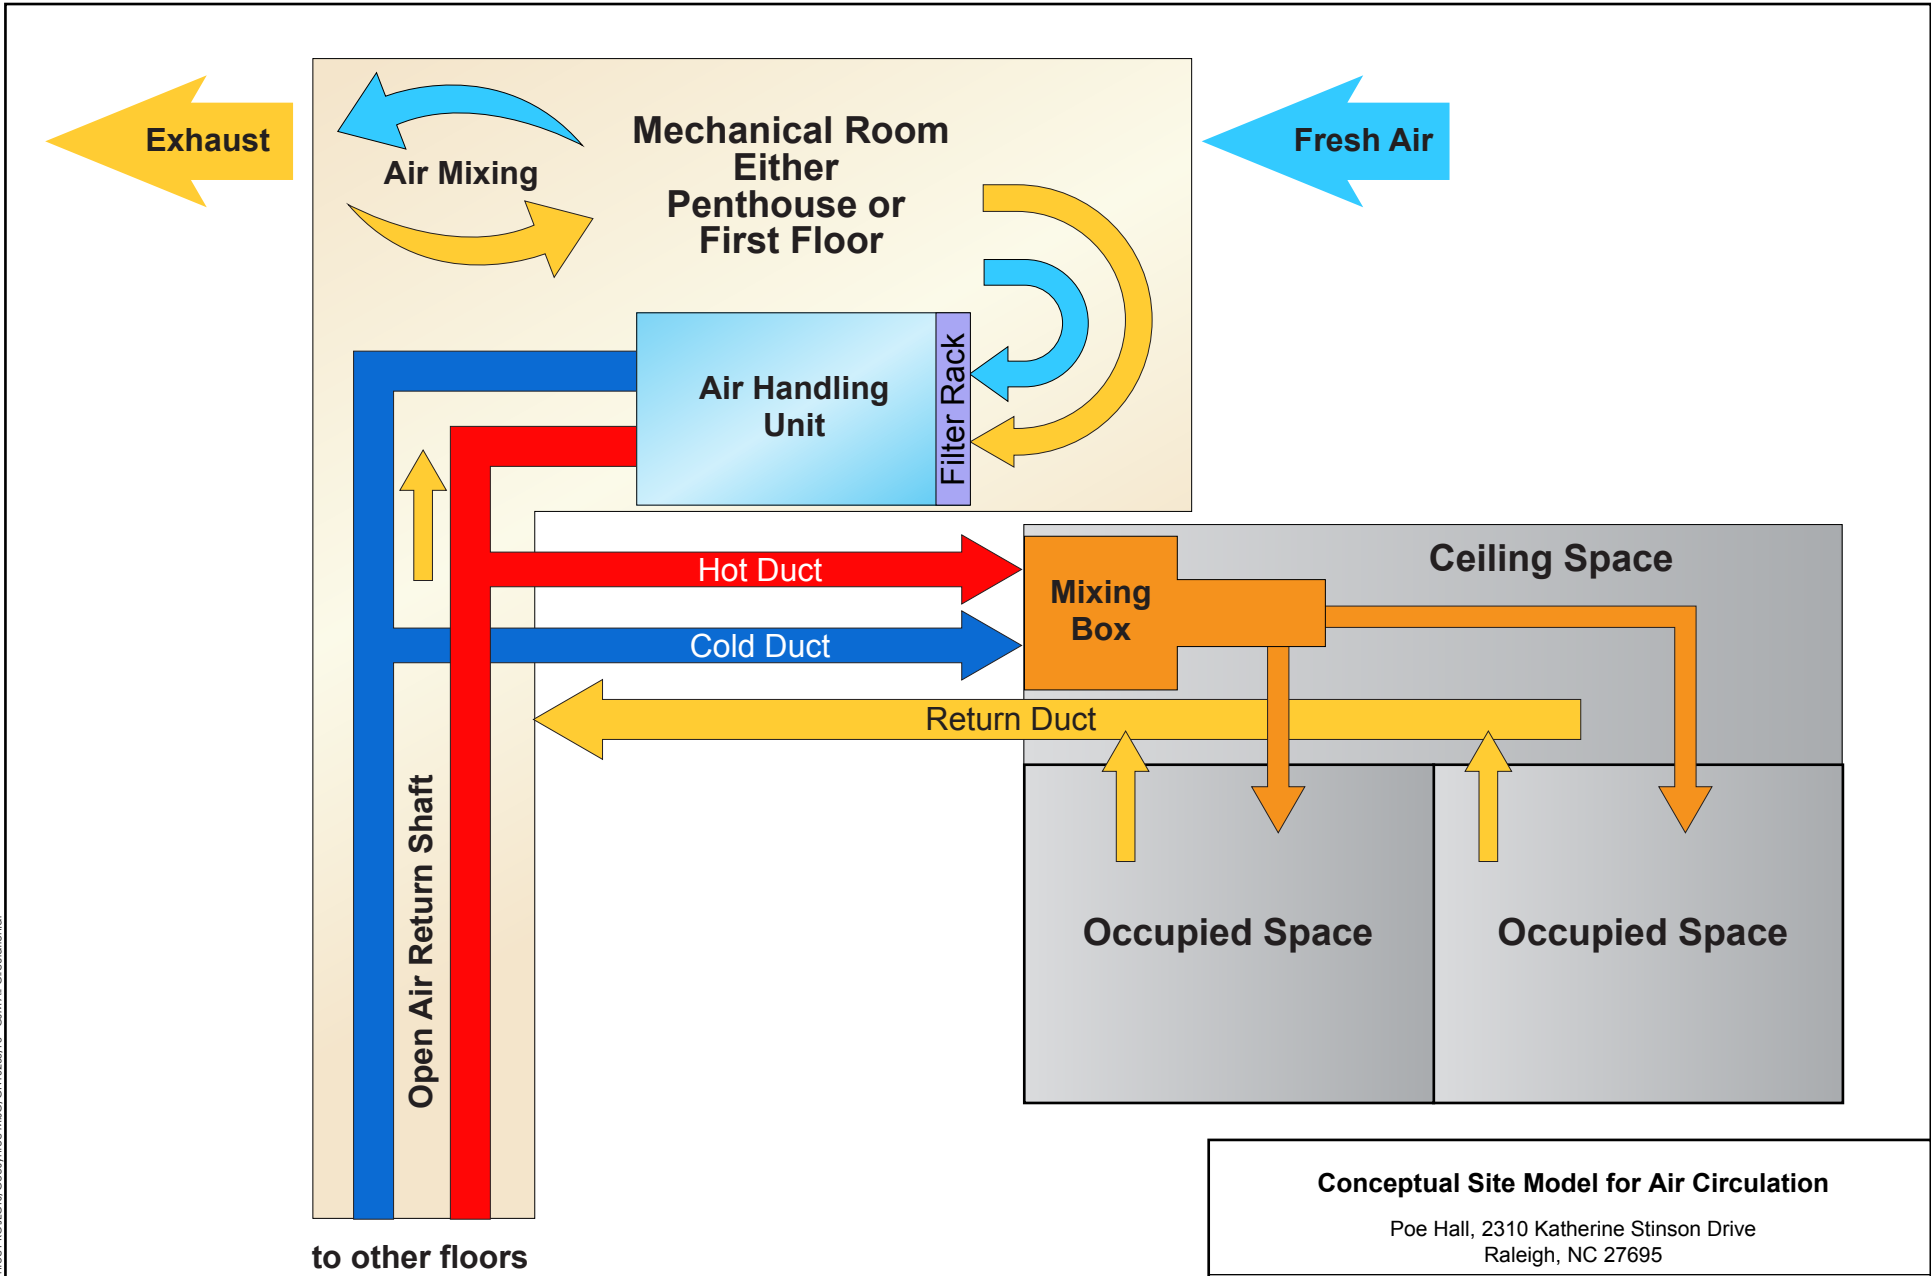 Exhaust
Air Mixing
Mechanical Room
Either
Penthouse or
First Floor
Fresh Air
Air Handling
Unit
Filter Rack
Hot Duct
Cold Duct
Return Duct
Mixing
Box
Ceiling Space
Open Air Return Shaft
Occupied Space
Occupied Space
to other floors
Conceptual Site Model for Air Circulation
Poe Hall, 2310 Katherine Stinson Drive
Raleigh, NC 27695